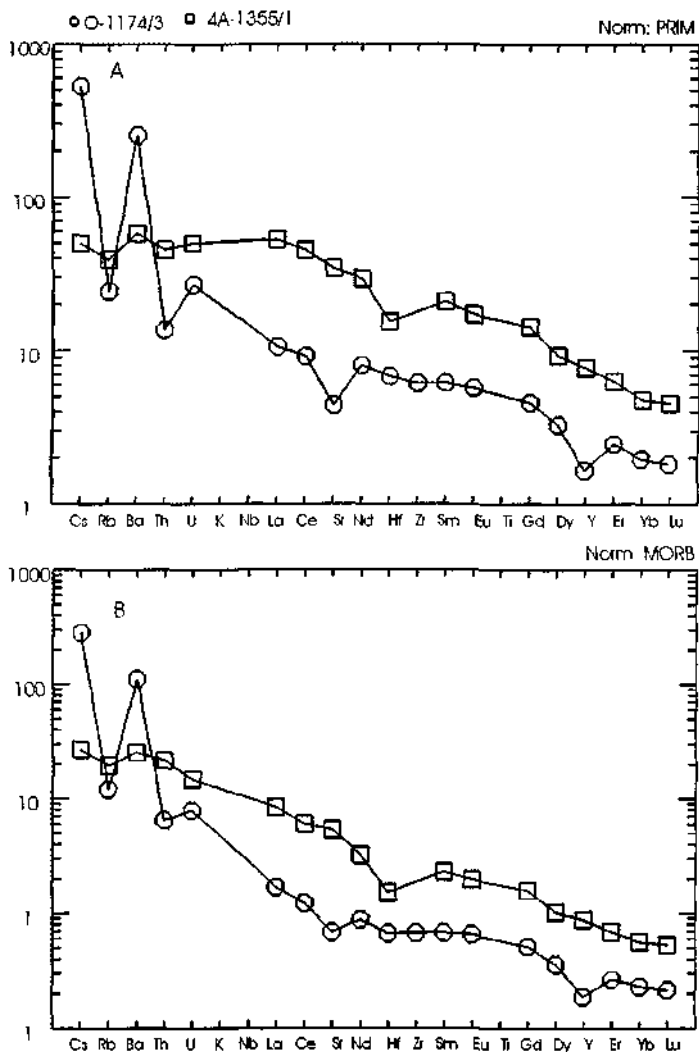 O-1174/3 4A-1355/1
Norm: PRIM
1000
A
100
10
1
Cs Rb Ba Th U K Nb La Ce Sr Nd Hf Zr Sm Eu Ti Gd Dy Y Er Yb Lu
Norm MORB
1000
B
100
10
1
.1
Cs Rb Ba Th U K Nb La Ce Sr Nd Hf Zr Sm Eu Ti Gd Dy Y Er Yb Lu